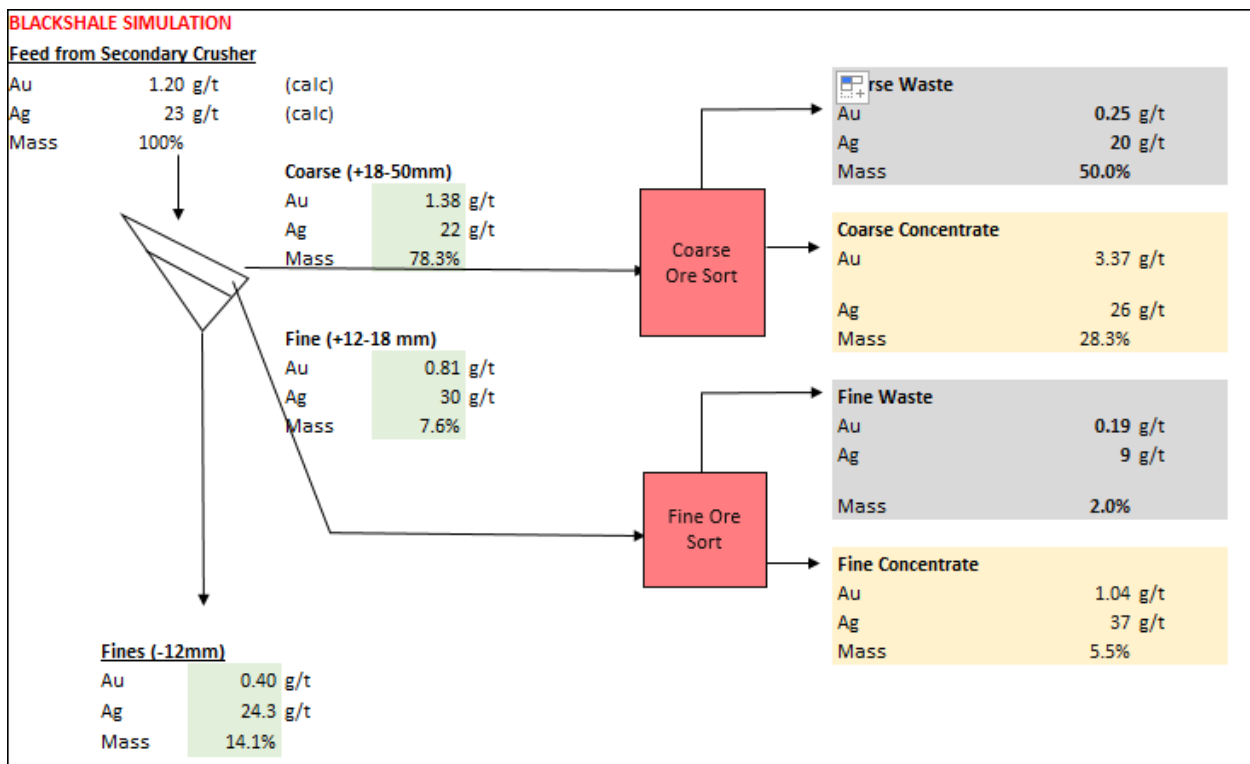 BLACKSHALE SIMULATION
Feed from Secondary Crusher
Au 1.20 g/t (calc)
Ag 23 g/t (calc)
Mass 100%
Coarse (+18-50mm)
Au 1.38 g/t
Ag 22 g/t
Mass 78.3%
Coarse
Ore Sort
rse Waste
Au 0.25 g/t
Ag 20 g/t
Mass 50.0%
Coarse Concentrate
Au 3.37 g/t
Ag 26 g/t
Mass 28.3%
Fine (+12-18 mm)
Au 0.81 g/t
Ag 30 g/t
Mass 7.6%
Fine Ore
Sort
Fine Waste
Au 0.19 g/t
Ag 9 g/t
Mass 2.0%
Fine Concentrate
Au 1.04 g/t
Ag 37 g/t
Mass 5.5%
Fines (-12mm)
Au 0.40 g/t
Ag 24.3 g/t
Mass 14.1%